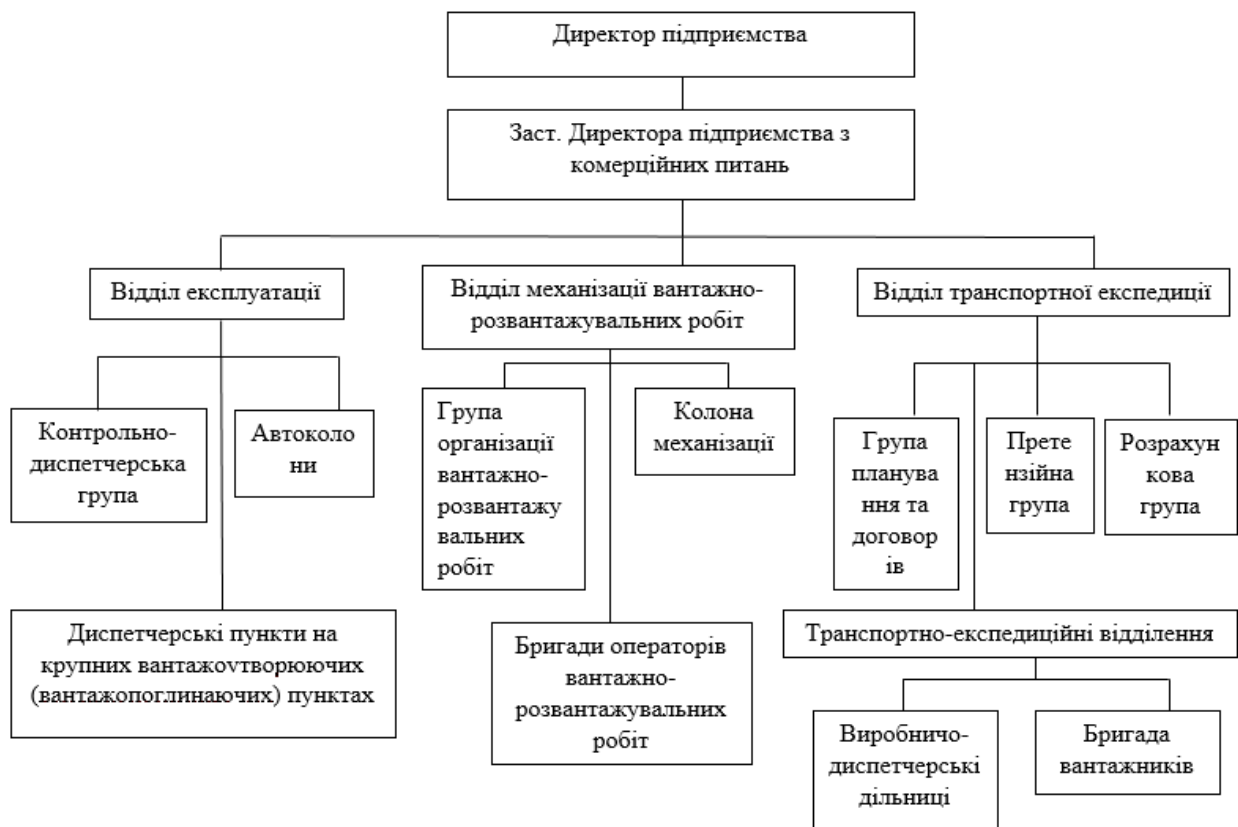 Директор підприємства
Заст. Директора підприємства з
комерційних питань
Відділ експлуатації
Відділ механізації вантажно-
розвантажувальних робіт
Відділ транспортної експедиції
Контрольно-
диспетчерська
група
Автоколо
ни
Група
організації
вантажно-
розвантажу
вальних
робіт
Колона
механізації
Група
планува
ння та
договор
ів
Прете
нзійна
група
Розрахун
кова
група
Диспетчерські пункти на
крупних вантажоутворюючих
(вантажопоглинаючих) пунктах
Бригади операторів
вантажно-
розвантажувальних
робіт
Транспортно-експедиційні відділення
Виробничо-
диспетчерські
дільниці
Бригада
вантажників